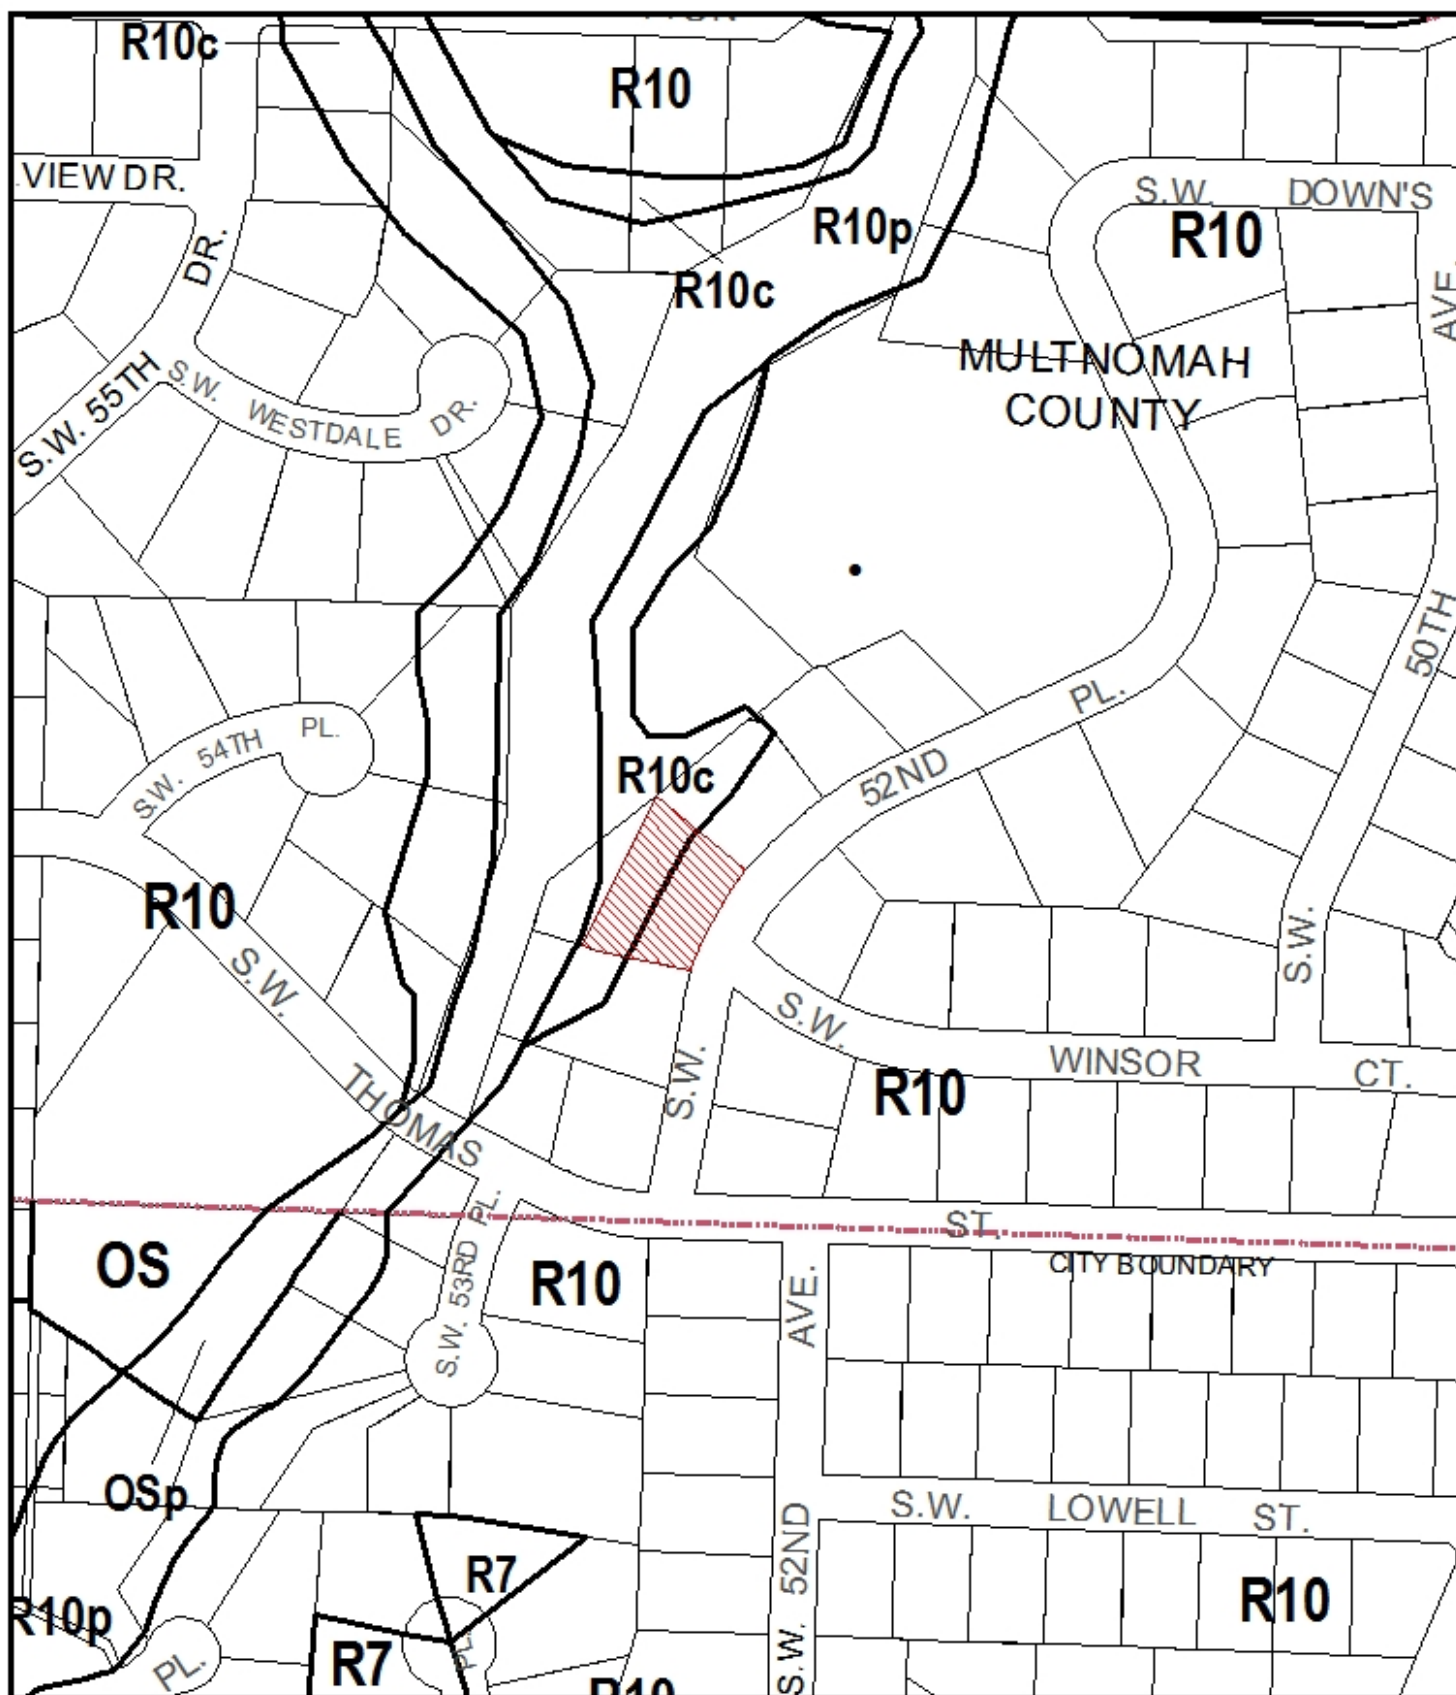 R10c
R10
VIEW DR.
S.W.
DOWN'S
R10
R10p
DR.
R10c
AVE.
MULTNOMAH
COUNTY
S.W. 55TH
S.W. WESTDALE DR.
50TH
PL.
S.W. 54TH PL.
52ND
R10c
R10
S.W.
S.W.
S.W.
WINSOR
CT.
S.W.
R10
THOMAS
ST.
CITY BOUNDARY
OS
S.W. 53RD PL.
R10
AVE.
OSp
S.W.
LOWELL
ST.
R7
S.W. 52ND
R10
R10p
PL.
R7
PL.
R10